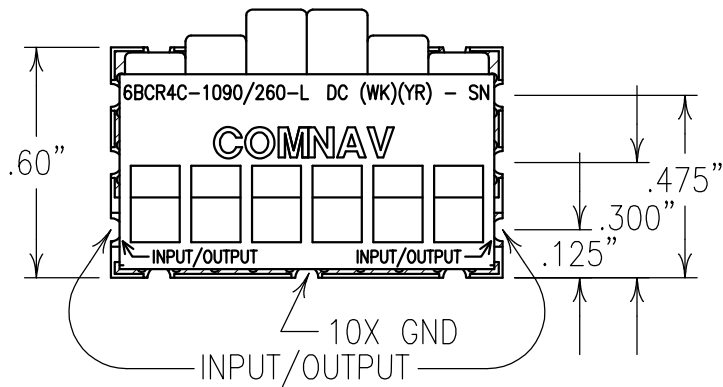 6BCR4C-1090/260-L DC (WK)(YR) - SN
COMNAV
.60”
.475”
.300”
.125”
INPUT/OUTPUT INPUT/OUTPUT
10X GND
INPUT/OUTPUT